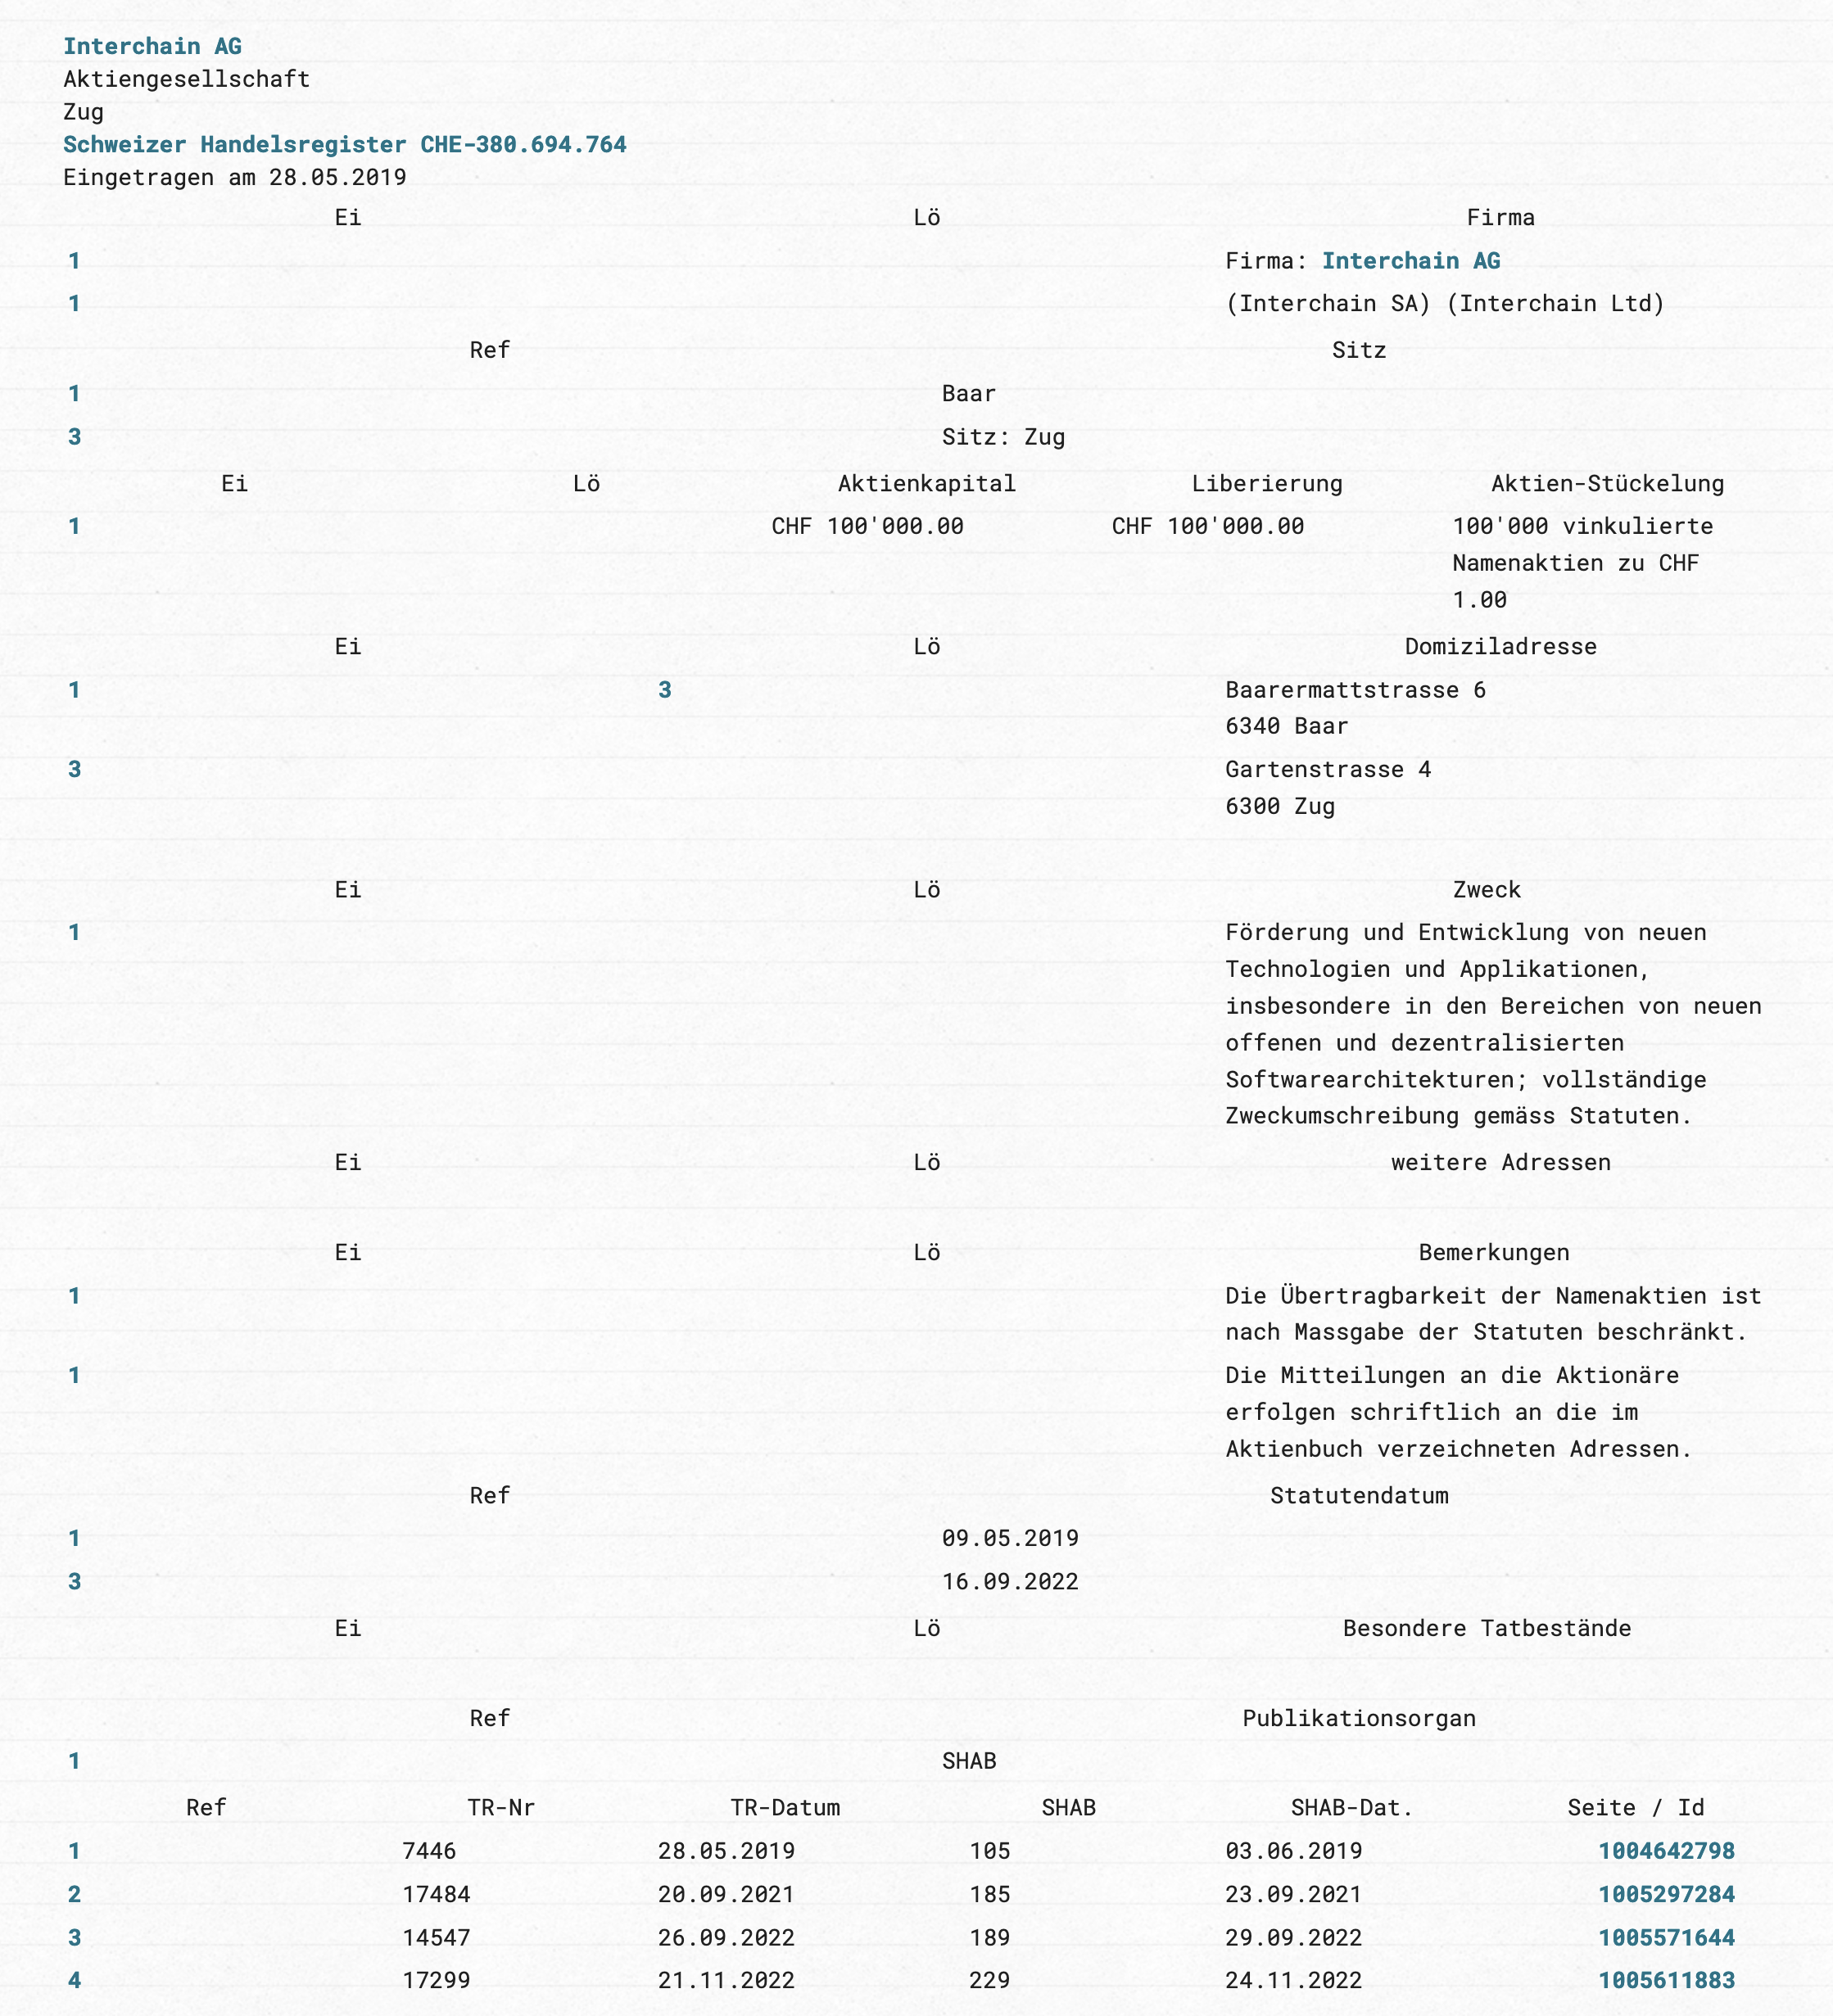 Interchain AG
Aktiengesellschaft
Zug
Schweizer Handelsregister CHE-380.694.764
Eingetragen am 28.05.2019
Ei Lö Firma
1 Firma: Interchain AG
1 (Interchain SA) (Interchain Ltd)
Ref Sitz
1 Baar
3 Sitz: Zug
Ei Lö Aktienkapital Liberierung Aktien-Stückelung
1 CHF 100'000.00 CHF 100'000.00 100'000 vinkulierte
Namenaktien zu CHF
1.00
Ei Lö Domiziladresse
1 3 Baarermattstrasse 6
6340 Baar
3 Gartenstrasse 4
6300 Zug
Ei Lö Zweck
1 Förderung und Entwicklung von neuen
Technologien und Applikationen,
insbesondere in den Bereichen von neuen
offenen und dezentralisierten
Softwarearchitekturen; vollständige
Zweckumschreibung gemäss Statuten.
Ei Lö weitere Adressen
Ei Lö Bemerkungen
1 Die Übertragbarkeit der Namenaktien ist
nach Massgabe der Statuten beschränkt.
1 Die Mitteilungen an die Aktionäre
erfolgen schriftlich an die im
Aktienbuch verzeichneten Adressen.
Ref Statutendatum
1 09.05.2019
3 16.09.2022
Ei Lö Besondere Tatbestände
Ref Publikationsorgan
1 SHAB
Ref TR-Nr TR-Datum SHAB SHAB-Dat. Seite / Id
1 7446 28.05.2019 105 03.06.2019 1004642798
2 17484 20.09.2021 185 23.09.2021 1005297284
3 14547 26.09.2022 189 29.09.2022 1005571644
4 17299 21.11.2022 229 24.11.2022 1005611883